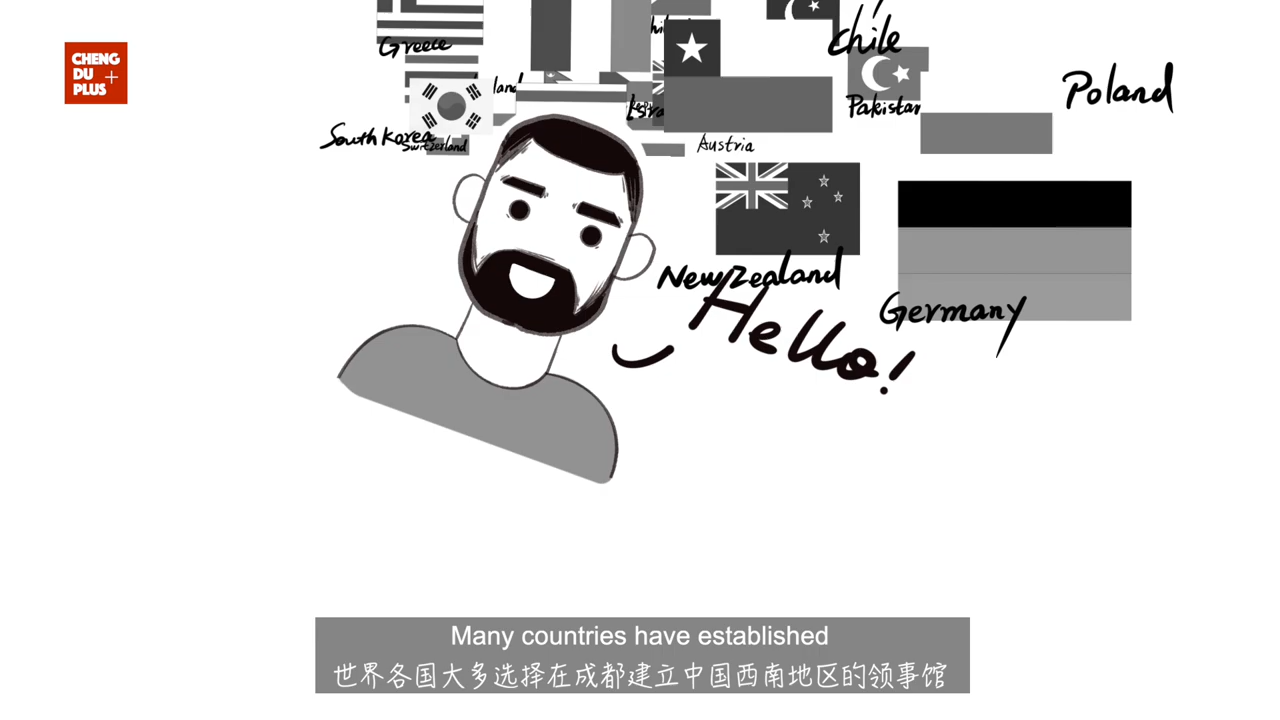 CHENG
DU
PLUS+
Greece
Chile
Poland
Pakistan
South Korea
Switzerland
Austria
New Zealand
Germany
Hello!
Many countries have established
世界各国大多选择在成都建立中国西南地区的领事馆